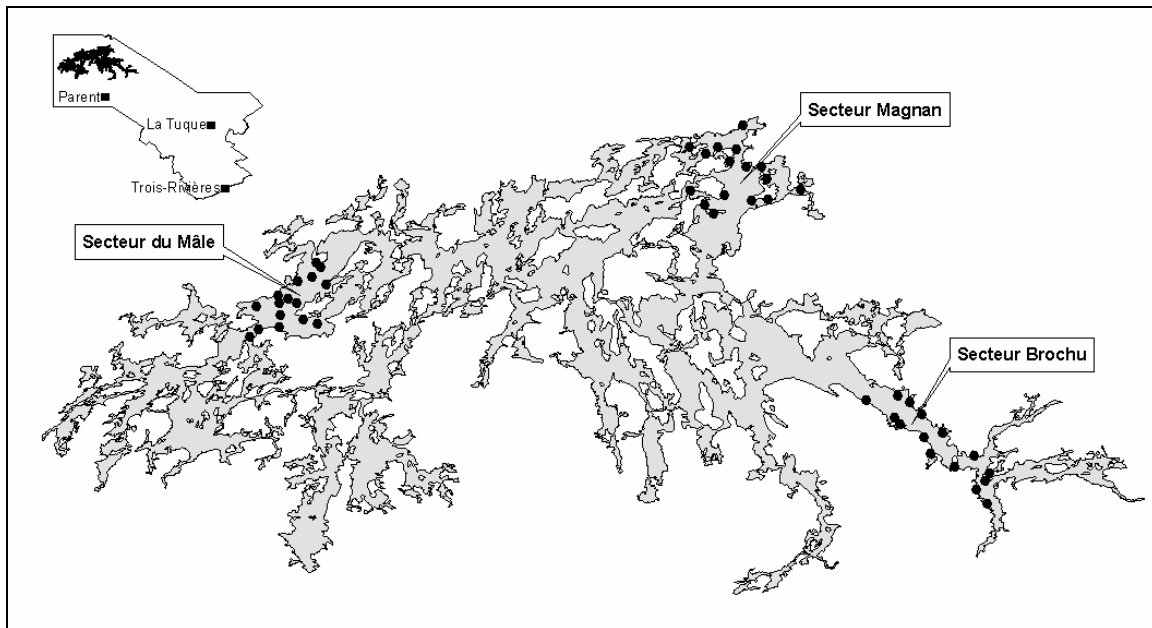 Parent
La Tuque
Trois-Rivières
Secteur Magnan
Secteur du Mâle
Secteur Brochu